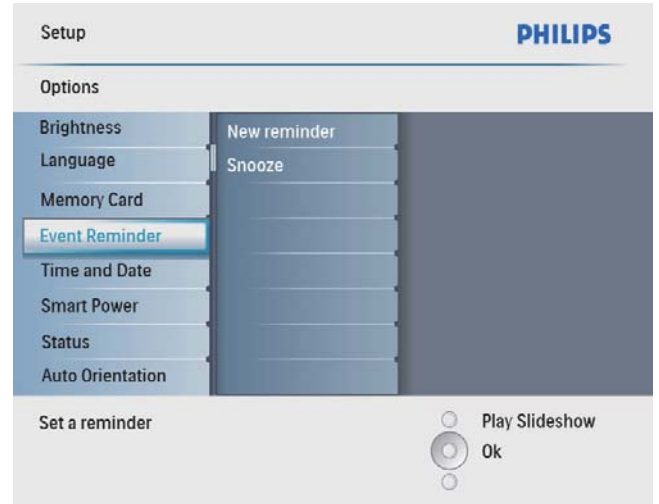 Setup
PHILIPS
Options
Brightness
Language
Memory Card
Event Reminder
Time and Date
Smart Power
Status
Auto Orientation
New reminder
Snooze
Set a reminder
Play Slideshow
Ok